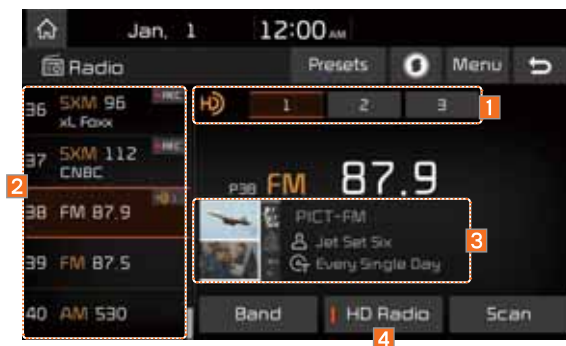 Jan, 1 12:00 AM
Radio Presets Menu
36 SXM 96
xL Foxx
37 SXM 112
CNBC
38 FM 87.9
39 FM 87.5
40 AM 530
HD 1 2 3
1
2
P38 FM 87.9
PICT-FM
Jet Set Six
Every Single Day
3
Band HD Radio Scan
4